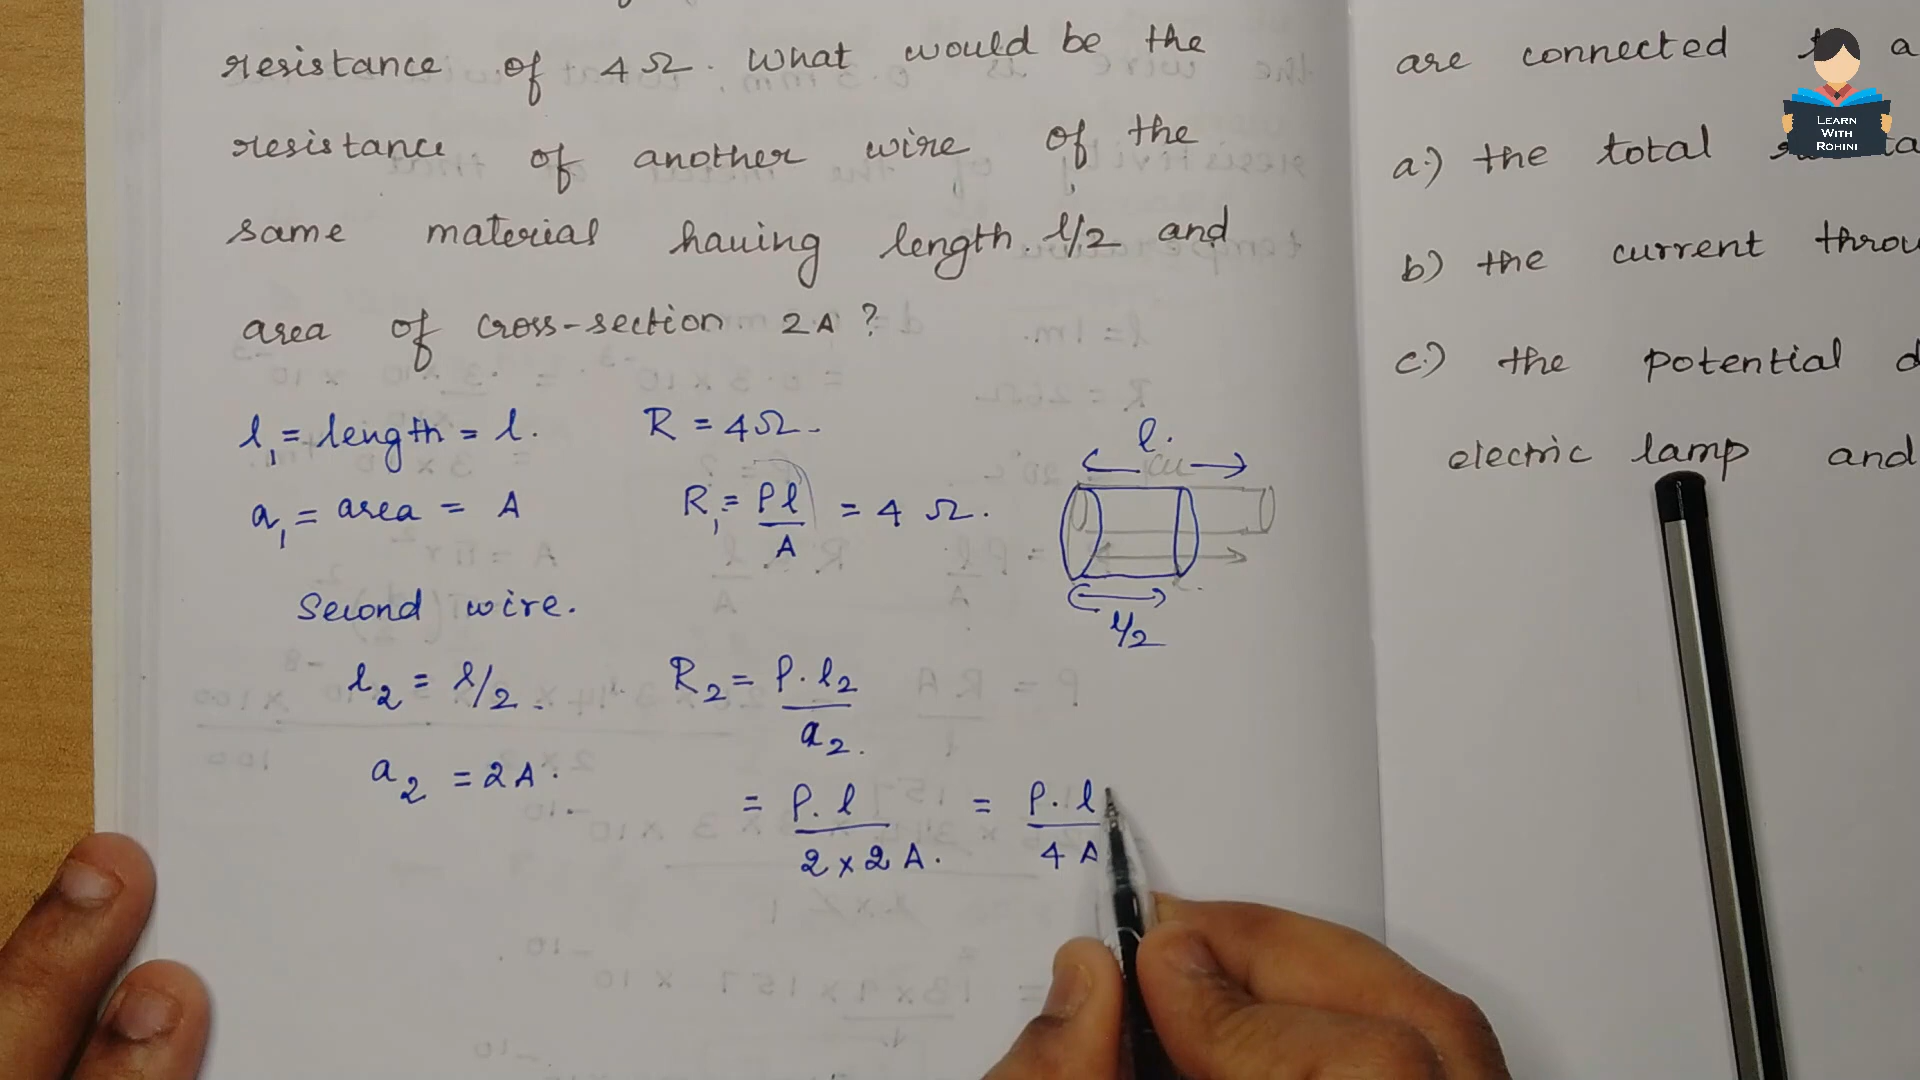 resistance of 4Ω. What would be the
resistance of another wire of the
same material having length l/2 and
area of cross-section 2A?
l₁ = length = l. R = 4Ω.
a₁ = area = A R₁ = ρl/A = 4 Ω.
l.
cu
l/2
Second wire.
l₂ = l/2. R₂ = ρ.l₂/a₂.
a₂ = 2A.
= ρ.l/2×2A. = ρ.l/4A
are connected
a) the total
b) the current
c.) the potential
electric lamp and
LEARN
WITH
ROHINI